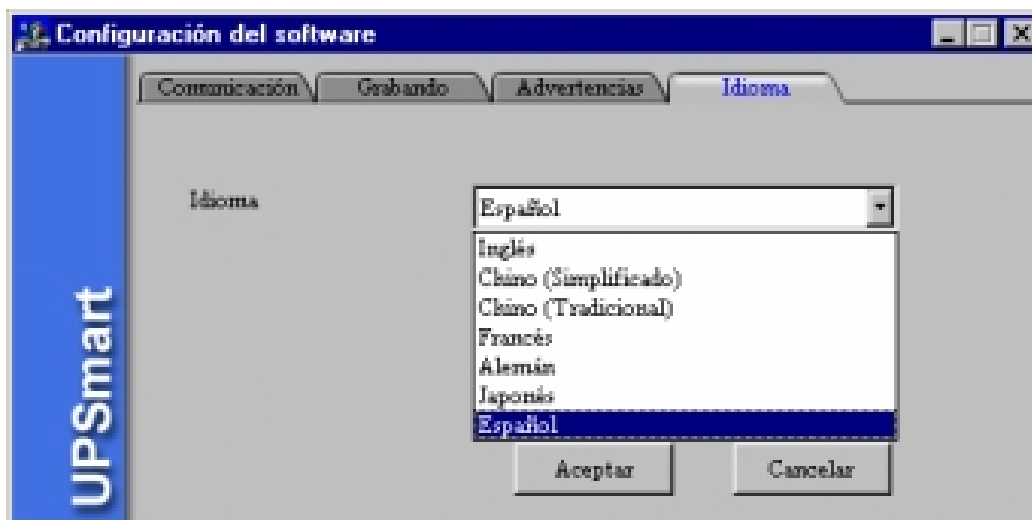 Configuración del software
Comunicación
Grabando
Advertencias
Idioma
Idioma
Español
Inglés
Chino (Simplificado)
Chino (Tradicional)
Francés
Alemán
Japonés
Español
Aceptar
Cancelar
UPSmart